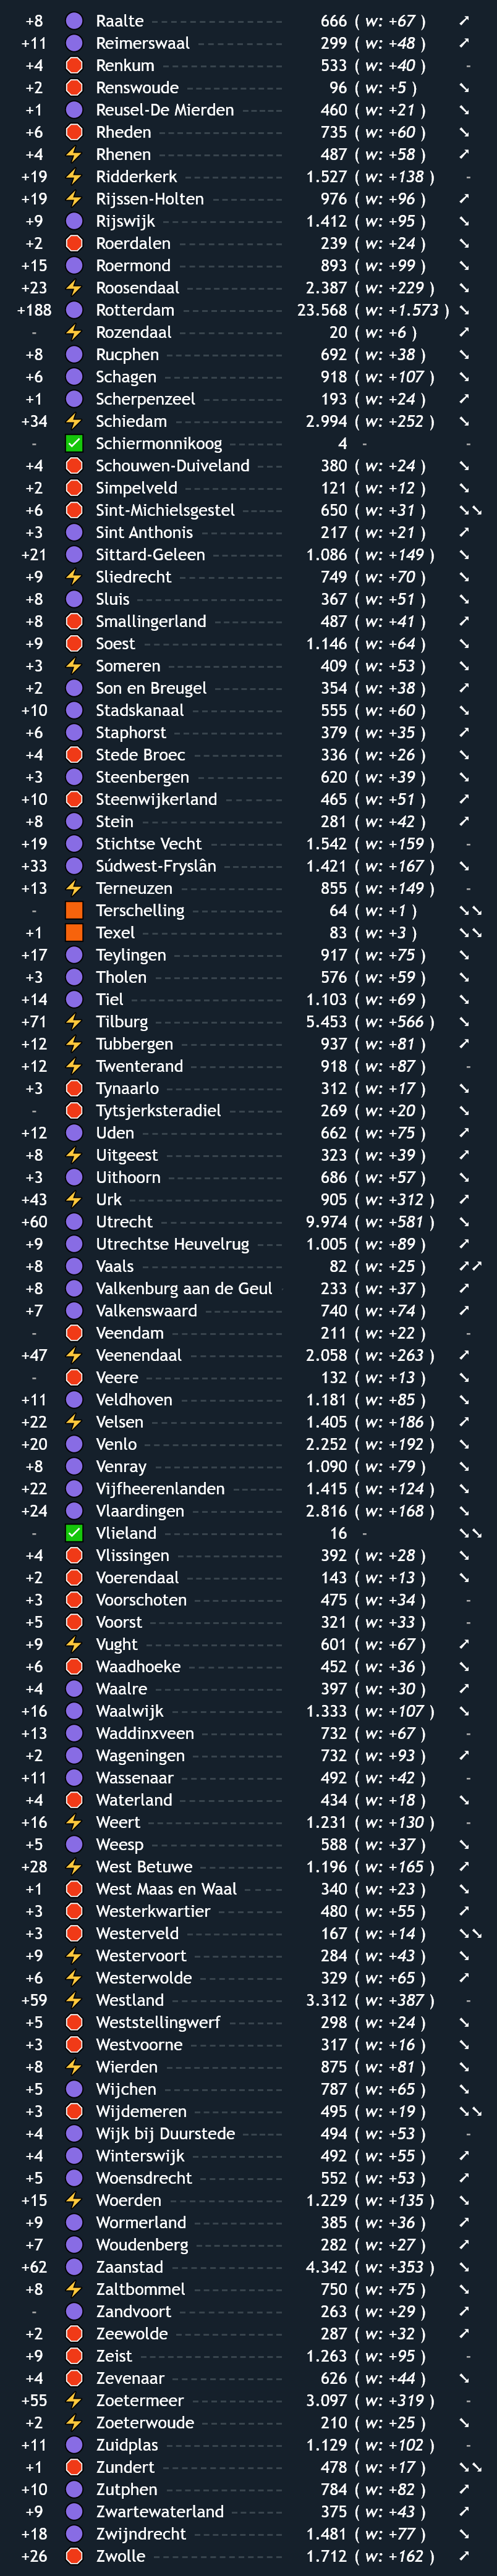 +8 Raalte 666 ( w: +67 )
+11 Reimerswaal 299 ( w: +48 )
+4 Renkum 533 ( w: +40 ) -
+2 Renswoude 96 ( w: +5 )
+1 Reusel-De Mierden 460 ( w: +21 )
+6 Rheden 735 ( w: +60 )
+4 Rhenen 487 ( w: +58 )
+19 Ridderkerk 1.527 ( w: +138 ) -
+19 Rijssen-Holten 976 ( w: +96 )
+9 Rijswijk 1.412 ( w: +95 )
+2 Roerdalen 239 ( w: +24 )
+15 Roermond 893 ( w: +99 )
+23 Roosendaal 2.387 ( w: +229 )
+188 Rotterdam 23.568 ( w: +1.573 )
- Rozendaal 20 ( w: +6 )
+8 Rucphen 692 ( w: +38 )
+6 Schagen 918 ( w: +107 )
+1 Scherpenzeel 193 ( w: +24 )
+34 Schiedam 2.994 ( w: +252 )
- Schiermonnikoog 4 - -
+4 Schouwen-Duiveland 380 ( w: +24 )
+2 Simpelveld 121 ( w: +12 )
+6 Sint-Michielsgestel 650 ( w: +31 )
+3 Sint Anthonis 217 ( w: +21 )
+21 Sittard-Geleen 1.086 ( w: +149 )
+9 Sliedrecht 749 ( w: +70 )
+8 Sluis 367 ( w: +51 )
+8 Smallingerland 487 ( w: +41 )
+9 Soest 1.146 ( w: +64 )
+3 Someren 409 ( w: +53 )
+2 Son en Breugel 354 ( w: +38 )
+10 Stadskanaal 555 ( w: +60 )
+6 Staphorst 379 ( w: +35 )
+4 Stede Broec 336 ( w: +26 )
+3 Steenbergen 620 ( w: +39 )
+10 Steenwijkerland 465 ( w: +51 )
+8 Stein 281 ( w: +42 )
+19 Stichtse Vecht 1.542 ( w: +159 ) -
+33 Súdwest-Fryslân 1.421 ( w: +167 )
+13 Terneuzen 855 ( w: +149 ) -
- Terschelling 64 ( w: +1 )
+1 Texel 83 ( w: +3 )
+17 Teylingen 917 ( w: +75 )
+3 Tholen 576 ( w: +59 )
+14 Tiel 1.103 ( w: +69 )
+71 Tilburg 5.453 ( w: +566 )
+12 Tubbergen 937 ( w: +81 )
+12 Twenterand 918 ( w: +87 ) -
+3 Tynaarlo 312 ( w: +17 )
- Tytsjerksteradiel 269 ( w: +20 )
+12 Uden 662 ( w: +75 )
+8 Uitgeest 323 ( w: +39 )
+3 Uithoorn 686 ( w: +57 )
+43 Urk 905 ( w: +312 )
+60 Utrecht 9.974 ( w: +581 )
+9 Utrechtse Heuvelrug 1.005 ( w: +89 )
+8 Vaals 82 ( w: +25 )
+8 Valkenburg aan de Geul 233 ( w: +37 )
+7 Valkenswaard 740 ( w: +74 )
- Veendam 211 ( w: +22 ) -
+47 Veenendaal 2.058 ( w: +263 )
- Veere 132 ( w: +13 )
+11 Veldhoven 1.181 ( w: +85 )
+22 Velsen 1.405 ( w: +186 )
+20 Venlo 2.252 ( w: +192 )
+8 Venray 1.090 ( w: +79 )
+22 Vijfheerenlanden 1.415 ( w: +124 )
+24 Vlaardingen 2.816 ( w: +168 )
- Vlieland 16 -
+4 Vlissingen 392 ( w: +28 )
+2 Voerendaal 143 ( w: +13 )
+3 Voorschoten 475 ( w: +34 ) -
+5 Voorst 321 ( w: +33 ) -
+9 Vught 601 ( w: +67 )
+6 Waadhoeke 452 ( w: +36 )
+4 Waalre 397 ( w: +30 )
+16 Waalwijk 1.333 ( w: +107 )
+13 Waddinxveen 732 ( w: +67 ) -
+2 Wageningen 732 ( w: +93 )
+11 Wassenaar 492 ( w: +42 ) -
+4 Waterland 434 ( w: +18 )
+16 Weert 1.231 ( w: +130 ) -
+5 Weesp 588 ( w: +37 )
+28 West Betuwe 1.196 ( w: +165 )
+1 West Maas en Waal 340 ( w: +23 )
+3 Westerkwartier 480 ( w: +55 )
+3 Westerveld 167 ( w: +14 )
+9 Westervoort 284 ( w: +43 )
+6 Westerwolde 329 ( w: +65 )
+59 Westland 3.312 ( w: +387 ) -
+5 Weststellingwerf 298 ( w: +24 )
+3 Westvoorne 317 ( w: +16 )
+8 Wierden 875 ( w: +81 )
+5 Wijchen 787 ( w: +65 )
+3 Wijdemeren 495 ( w: +19 )
+4 Wijk bij Duurstede 494 ( w: +53 ) -
+4 Winterswijk 492 ( w: +55 )
+5 Woensdrecht 552 ( w: +53 )
+15 Woerden 1.229 ( w: +135 )
+9 Wormerland 385 ( w: +36 )
+7 Woudenberg 282 ( w: +27 )
+62 Zaanstad 4.342 ( w: +353 )
+8 Zaltbommel 750 ( w: +75 )
- Zandvoort 263 ( w: +29 )
+2 Zeewolde 287 ( w: +32 )
+9 Zeist 1.263 ( w: +95 ) -
+4 Zevenaar 626 ( w: +44 )
+55 Zoetermeer 3.097 ( w: +319 ) -
+2 Zoeterwoude 210 ( w: +25 )
+11 Zuidplas 1.129 ( w: +102 ) -
+1 Zundert 478 ( w: +17 )
+10 Zutphen 784 ( w: +82 )
+9 Zwartewaterland 375 ( w: +43 )
+18 Zwijndrecht 1.481 ( w: +77 )
+26 Zwolle 1.712 ( w: +162 )